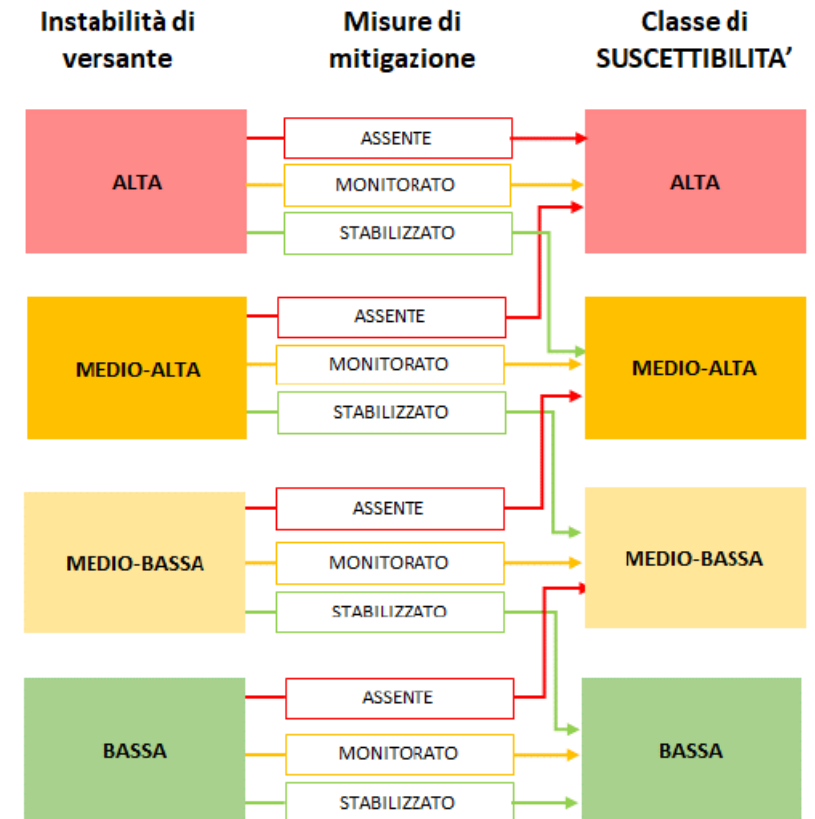 Instabilità di
versante
Misure di
mitigazione
Classe di
SUSCETTIBILITA'
ALTA
ASSENTE
MONITORATO
STABILIZZATO
ALTA
MEDIO-ALTA
ASSENTE
MONITORATO
STABILIZZATO
MEDIO-ALTA
MEDIO-BASSA
ASSENTE
MONITORATO
STABILIZZATO
MEDIO-BASSA
BASSA
ASSENTE
MONITORATO
STABILIZZATO
BASSA